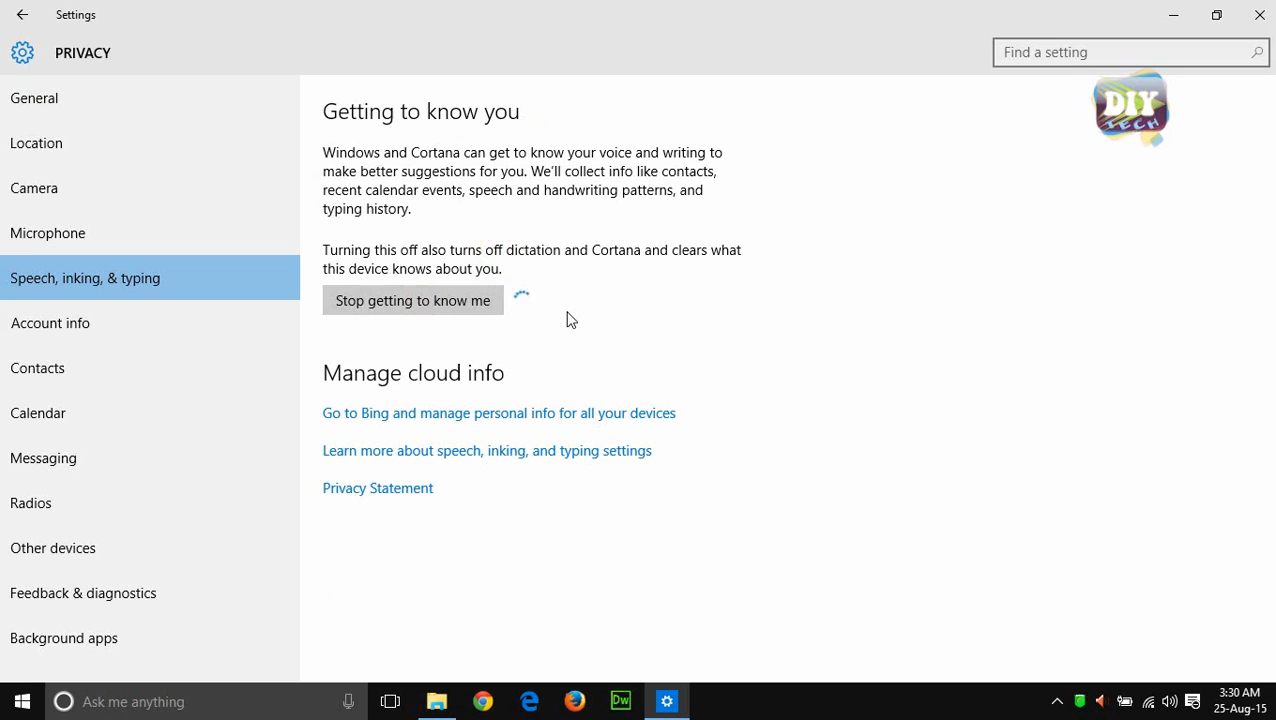 Settings
PRIVACY
Find a setting
DIY
TECH
General
Location
Camera
Microphone
Speech, inking, & typing
Account info
Contacts
Calendar
Messaging
Radios
Other devices
Feedback & diagnostics
Background apps
Getting to know you
Windows and Cortana can get to know your voice and writing to
make better suggestions for you. We'll collect info like contacts,
recent calendar events, speech and handwriting patterns, and
typing history.
Turning this off also turns off dictation and Cortana and clears what
this device knows about you.
Stop getting to know me
Manage cloud info
Go to Bing and manage personal info for all your devices
Learn more about speech, inking, and typing settings
Privacy Statement
Ask me anything
Dw
3:30 AM
25-Aug-15